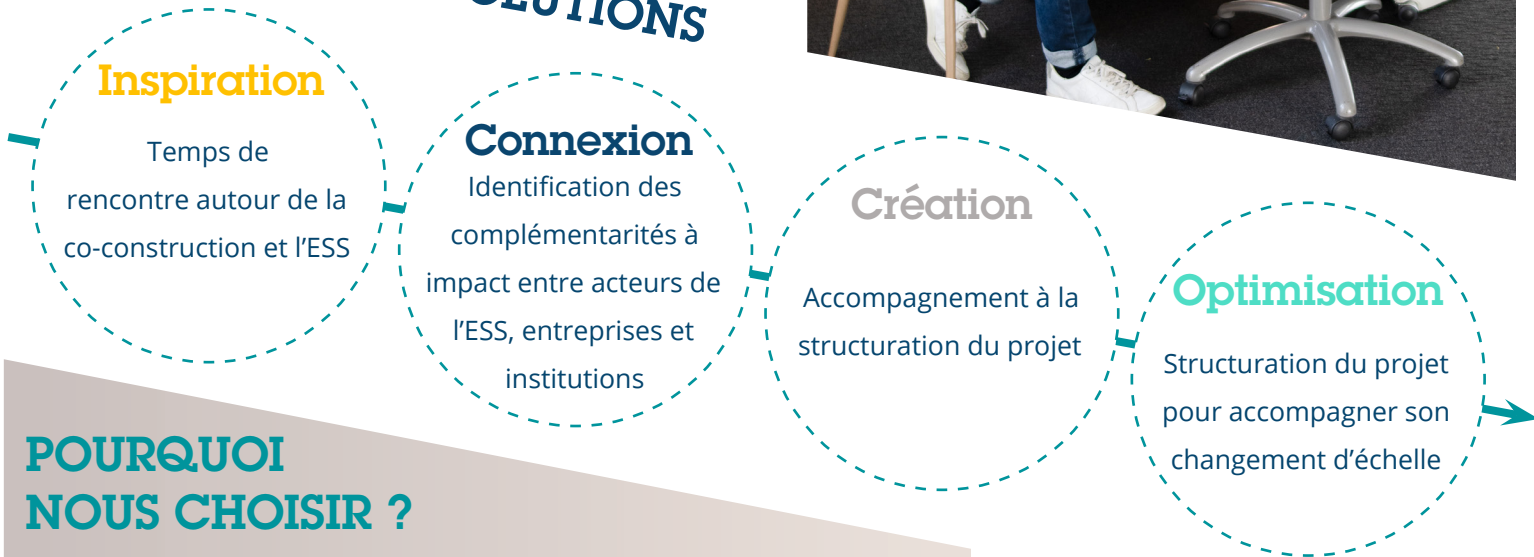 Inspiration
Temps de
rencontre autour de la
co-construction et l'ESS
Connexion
Identification des
complémentarités à
impact entre acteurs de
l'ESS, entreprises et
institutions
Création
Accompagnement à la
structuration du projet
Optimisation
Structuration du projet
pour accompagner son
changement d'échelle
POURQUOI
NOUS CHOISIR ?